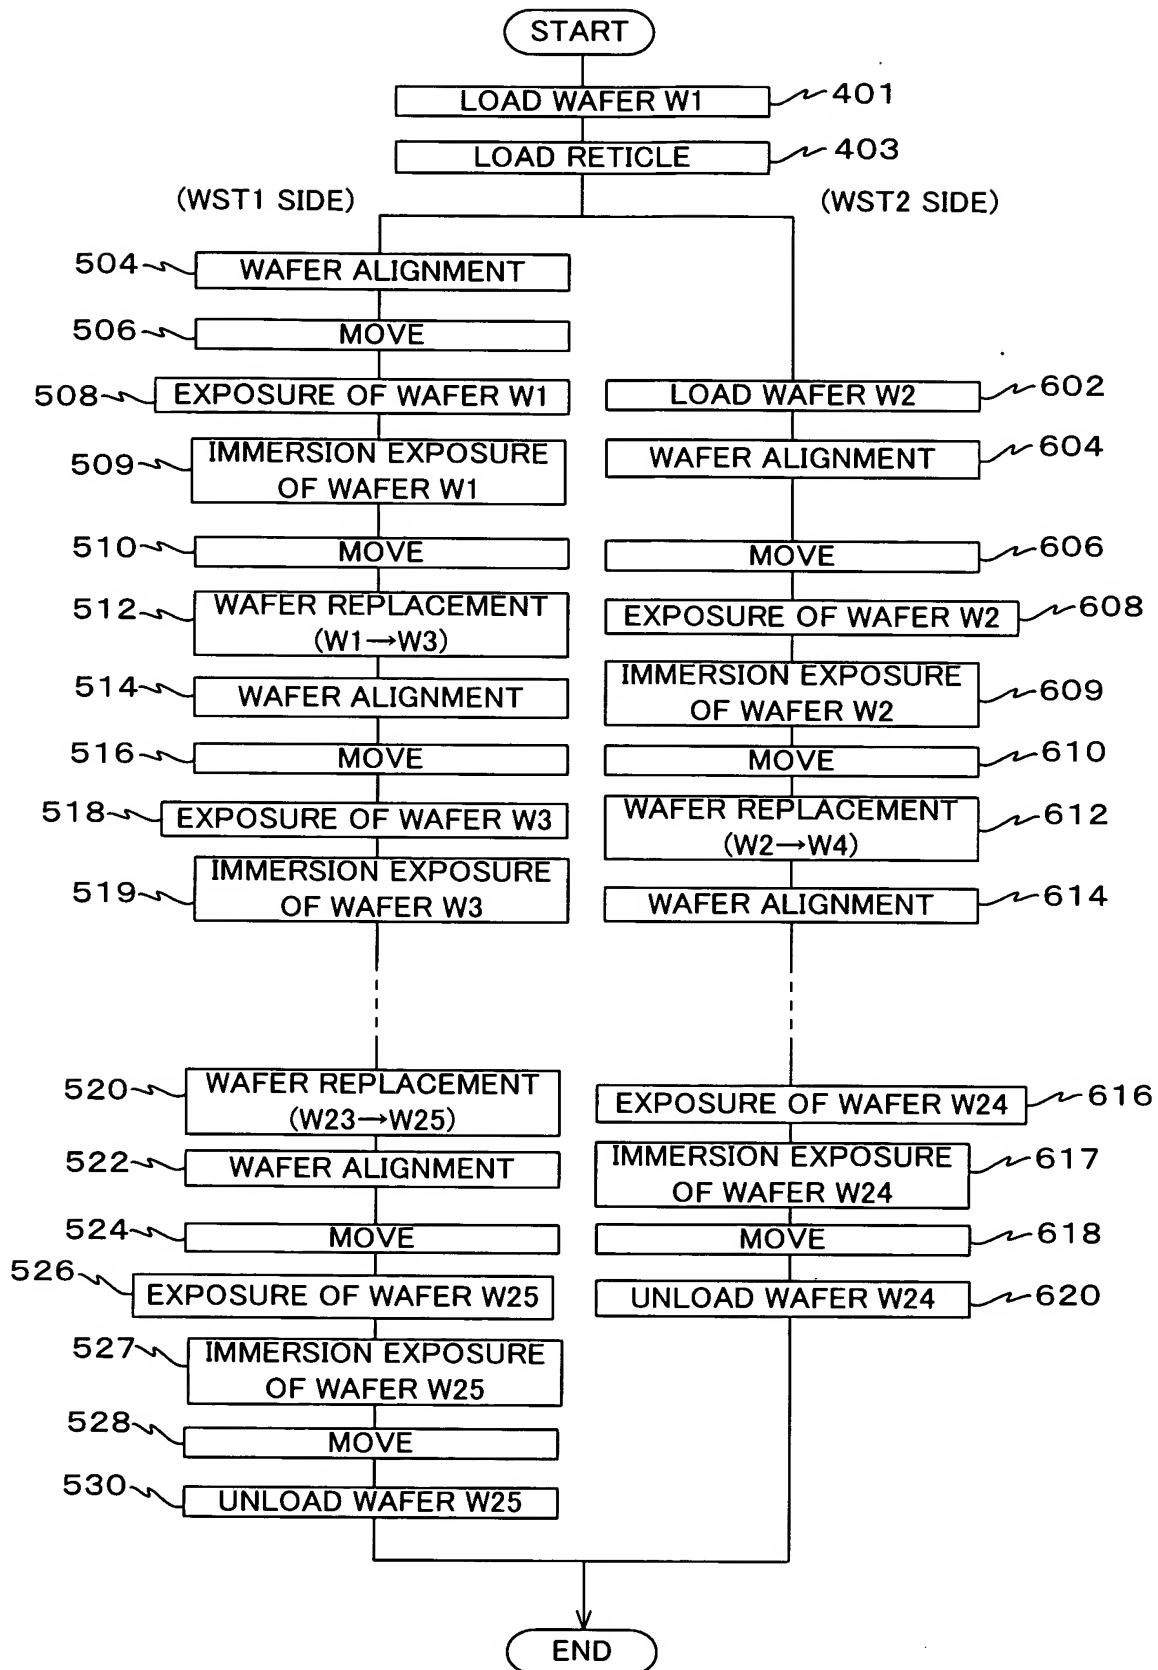 START
LOAD WAFER W1
401
LOAD RETICLE
403
(WST1 SIDE)
(WST2 SIDE)
504
WAFER ALIGNMENT
506
MOVE
508
EXPOSURE OF WAFER W1
509
IMMERSION EXPOSURE
OF WAFER W1
510
MOVE
512
WAFER REPLACEMENT
(W1→W3)
514
WAFER ALIGNMENT
516
MOVE
518
EXPOSURE OF WAFER W3
519
IMMERSION EXPOSURE
OF WAFER W3
520
WAFER REPLACEMENT
(W23→W25)
522
WAFER ALIGNMENT
524
MOVE
526
EXPOSURE OF WAFER W25
527
IMMERSION EXPOSURE
OF WAFER W25
528
MOVE
530
UNLOAD WAFER W25
LOAD WAFER W2
602
WAFER ALIGNMENT
604
MOVE
606
EXPOSURE OF WAFER W2
608
IMMERSION EXPOSURE
OF WAFER W2
609
MOVE
610
WAFER REPLACEMENT
(W2→W4)
612
WAFER ALIGNMENT
614
EXPOSURE OF WAFER W24
616
IMMERSION EXPOSURE
OF WAFER W24
617
MOVE
618
UNLOAD WAFER W24
620
END